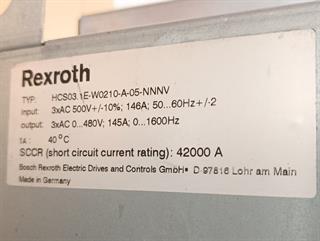 Rexroth
TYP: HCS03.1E-W0210-A-05-NNNV
Input: 3xAC 500V+/-10%; 146A; 50...60Hz+/-2
output: 3xAC 0...480V; 145A; 0...1600Hz
TA: 40°C
SCCR (short circuit current rating): 42000 A
Bosch Rexroth Electric Drives and Controls GmbH• D-97816 Lohr am Main
Made in Germany